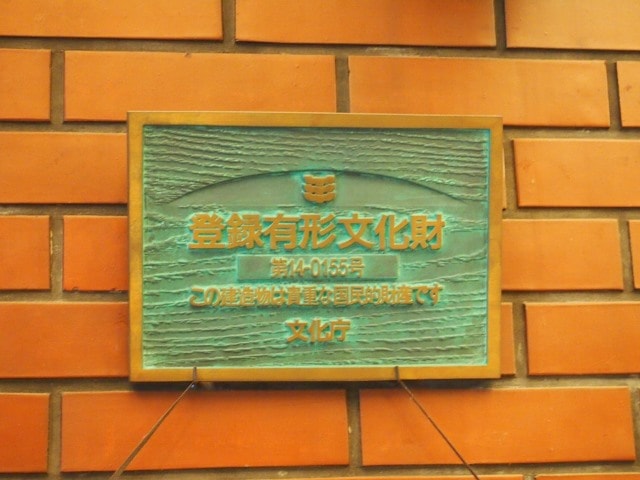 登録有形文化財
第14-0155号
この建造物は貴重な国民的財産です
文化庁